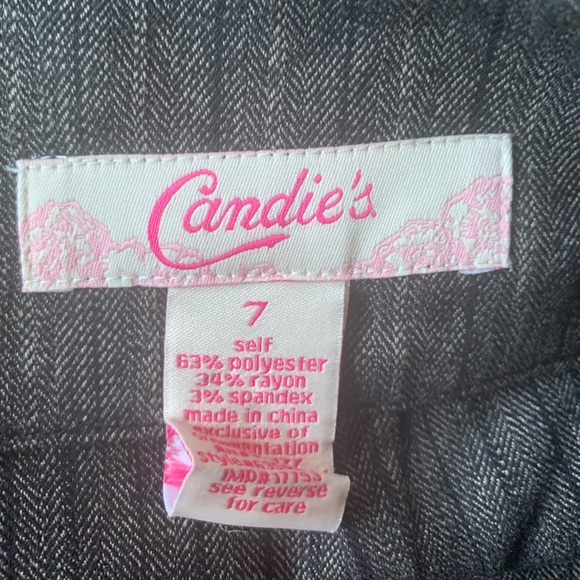 Candie's
7
self
63% polyester
34% rayon
3% spandex
made in china
exclusive of
see reverse
for care